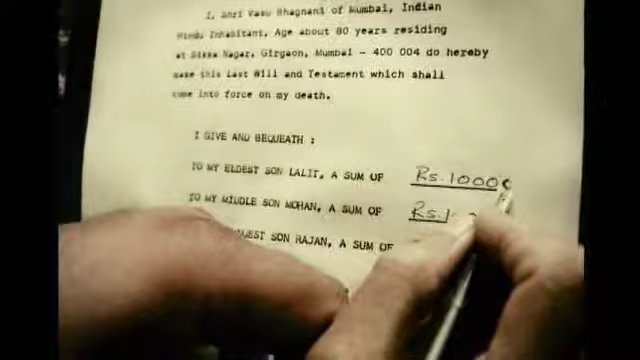 I, Shri Vasu Bhagnani of Mumbai, Indian
Hindu Inhabitant, Age about 80 years residing
at Sikka Nagar, Girgaon, Mumbai - 400 004 do hereby
make this Last Will and Testament which shall
come into force on my death.
I GIVE AND BEQUEATH :
TO MY ELDEST SON LALIT, A SUM OF Rs.1000
TO MY MIDDLE SON MOHAN, A SUM OF Rs.1
SON RAJAN, A SUM OF